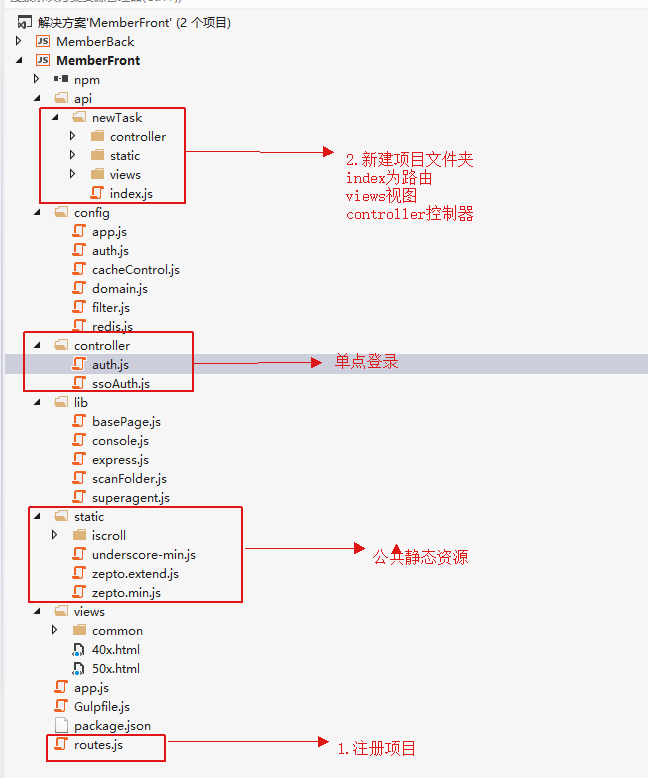 解决方案'MemberFront' (2 个项目)
MemberBack
MemberFront
npm
api
newTask
controller
static
views
index.js
2.新建项目文件夹
index为路由
views视图
controller控制器
config
app.js
auth.js
cacheControl.js
domain.js
filter.js
redis.js
controller
auth.js
单点登录
ssoAuth.js
lib
basePage.js
console.js
express.js
scanFolder.js
superagent.js
static
iscroll
underscore-min.js
公共静态资源
zepto.extend.js
zepto.min.js
views
common
40x.html
50x.html
app.js
Gulpfile.js
package.json
routes.js
1.注册项目